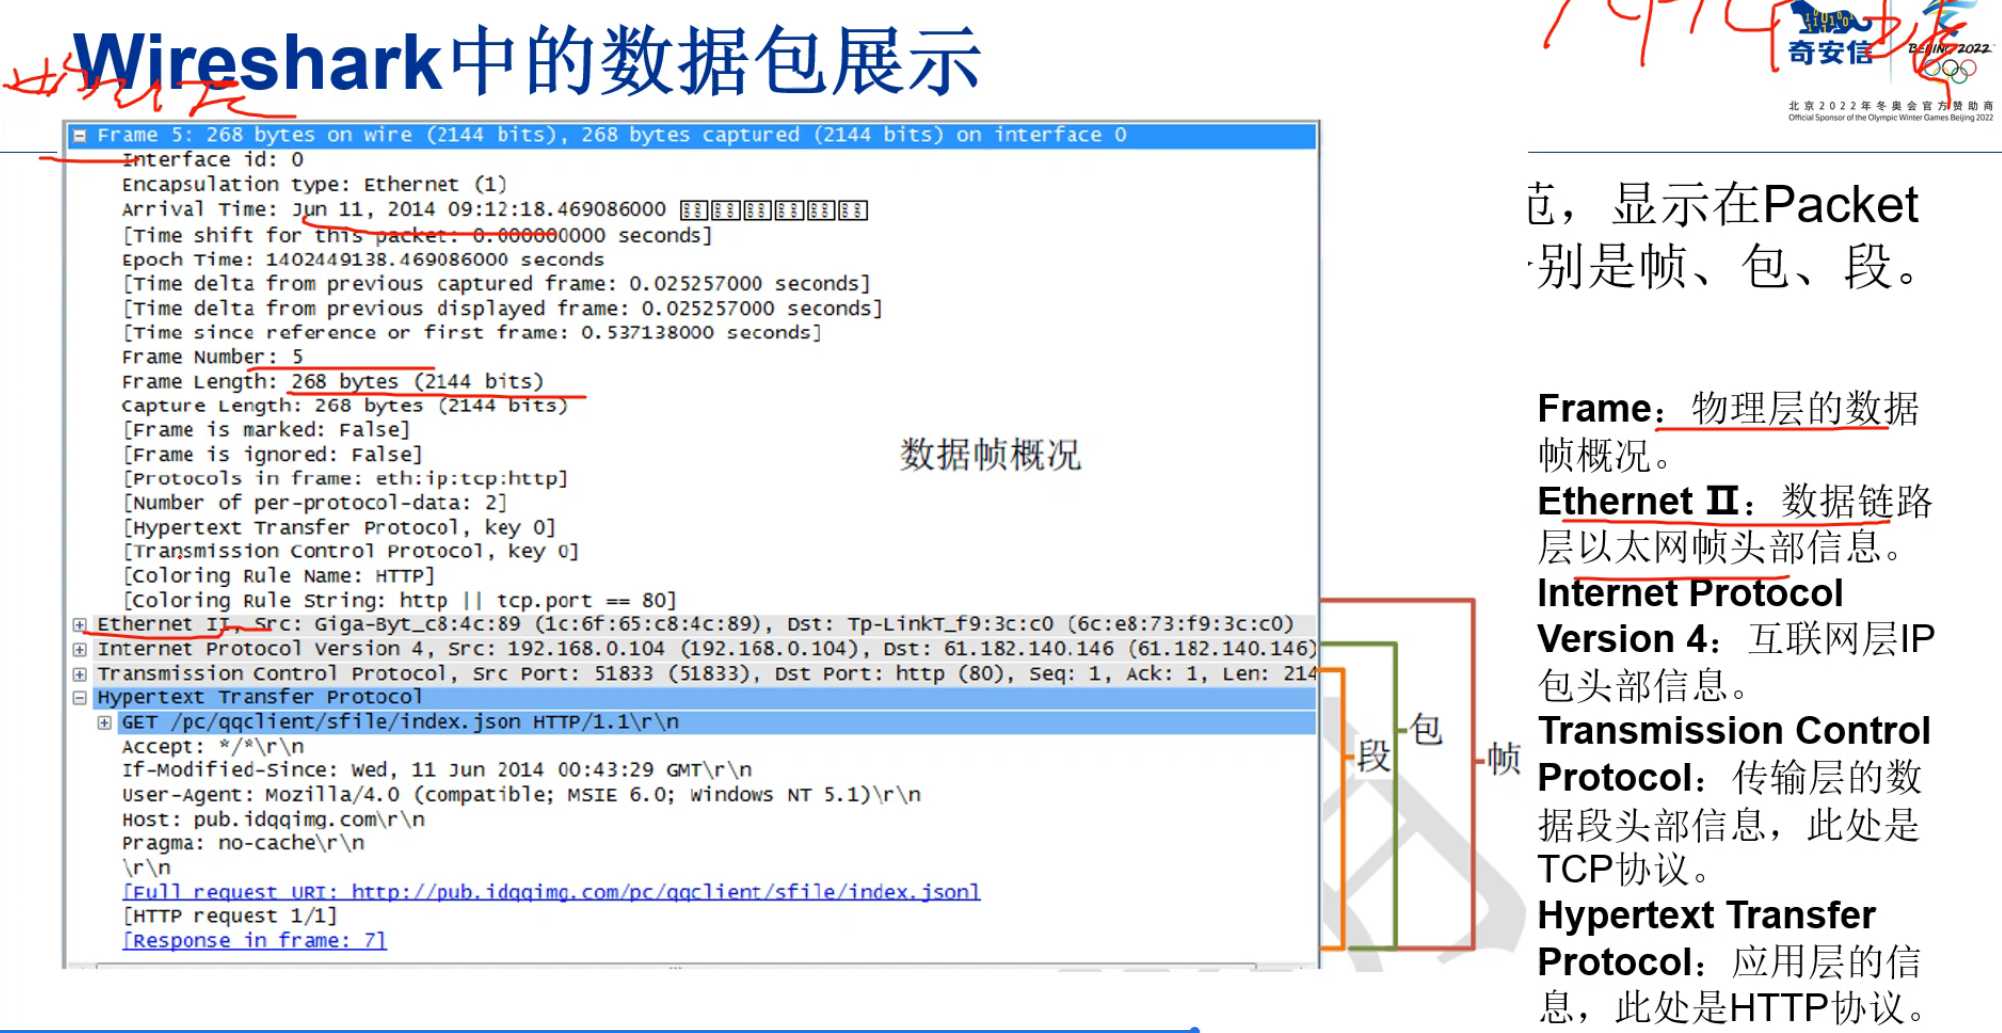 Wireshark中的数据包展示
奇安信
BEIJING 2022
北京2022年冬奥会官方赞助商
Official Sponsor of the Olympic Winter Games Beijing 2022
Frame 5: 268 bytes on wire (2144 bits), 268 bytes captured (2144 bits) on interface 0
Interface id: 0
Encapsulation type: Ethernet (1)
Arrival Time: Jun 11, 2014 09:12:18.469086000
[Time shift for this packet: 0.000000000 seconds]
Epoch Time: 1402449138.469086000 seconds
[Time delta from previous captured frame: 0.025257000 seconds]
[Time delta from previous displayed frame: 0.025257000 seconds]
[Time since reference or first frame: 0.537138000 seconds]
Frame Number: 5
Frame Length: 268 bytes (2144 bits)
Capture Length: 268 bytes (2144 bits)
[Frame is marked: False]
[Frame is ignored: False]
[Protocols in frame: eth:ip:tcp:http]
[Number of per-protocol-data: 2]
[Hypertext Transfer Protocol, key 0]
[Transmission Control Protocol, key 0]
[Coloring Rule Name: HTTP]
[Coloring Rule String: http || tcp.port == 80]
数据帧概况
Ethernet II, Src: Giga-Byt_c8:4c:89 (1c:6f:65:c8:4c:89), Dst: Tp-LinkT_f9:3c:c0 (6c:e8:73:f9:3c:c0)
Internet Protocol Version 4, Src: 192.168.0.104 (192.168.0.104), Dst: 61.182.140.146 (61.182.140.146)
Transmission Control Protocol, Src Port: 51833 (51833), Dst Port: http (80), Seq: 1, Ack: 1, Len: 214
Hypertext Transfer Protocol
GET /pc/qqclient/sfile/index.json HTTP/1.1\r\n
Accept: */*\r\n
If-Modified-Since: Wed, 11 Jun 2014 00:43:29 GMT\r\n
User-Agent: Mozilla/4.0 (compatible; MSIE 6.0; Windows NT 5.1)\r\n
Host: pub.idqqimg.com\r\n
Pragma: no-cache\r\n
\r\n
[Full request URI: http://pub.idqqimg.com/pc/qqclient/sfile/index.json]
[HTTP request 1/1]
[Response in frame: 7]
段
包
帧
范，显示在Packet
别是帧、包、段。
Frame：物理层的数据
帧概况。
Ethernet Ⅱ：数据链路
层以太网帧头部信息。
Internet Protocol
Version 4：互联网层IP
包头部信息。
Transmission Control
Protocol：传输层的数
据段头部信息，此处是
TCP协议。
Hypertext Transfer
Protocol：应用层的信
息，此处是HTTP协议。